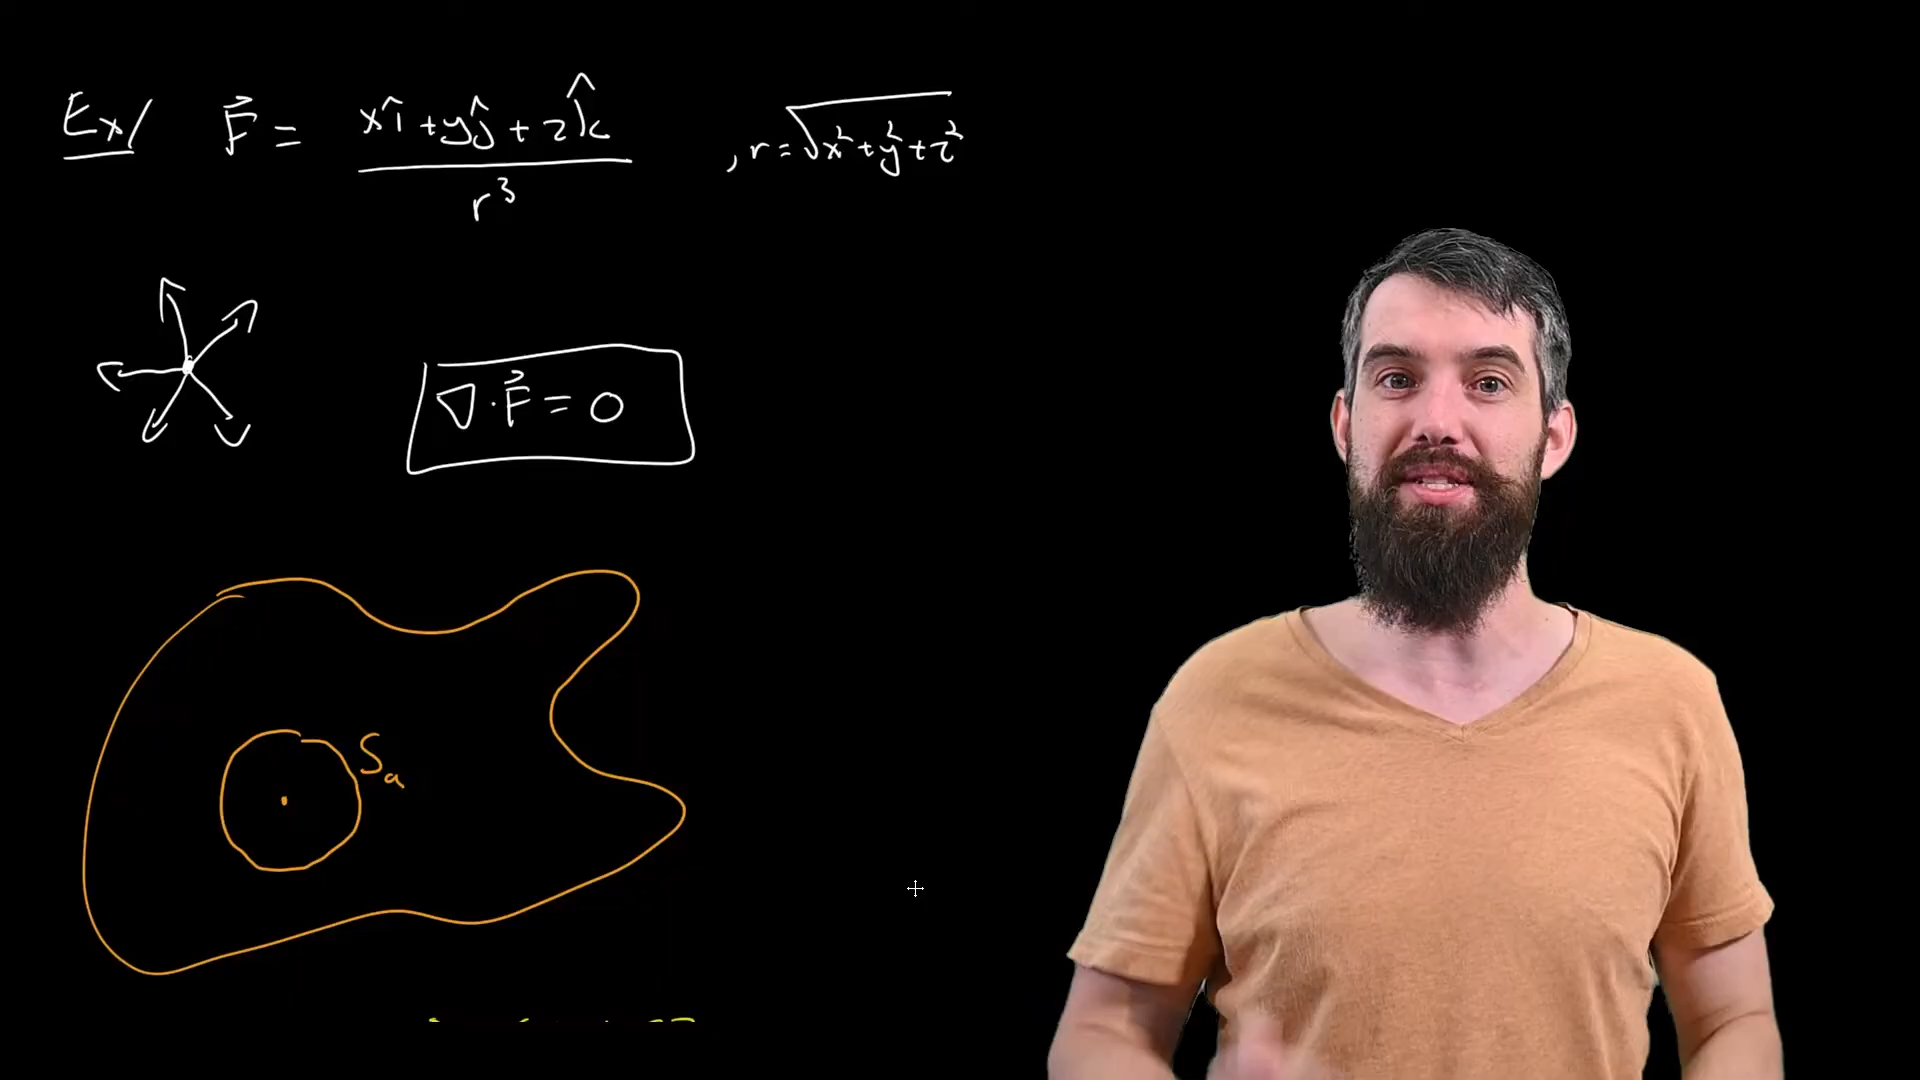 Ex/ F⃗ = (xî + yĵ + zk̂) / r³ , r = √(x² + y² + z²)
∇ · F⃗ = 0
Sₐ